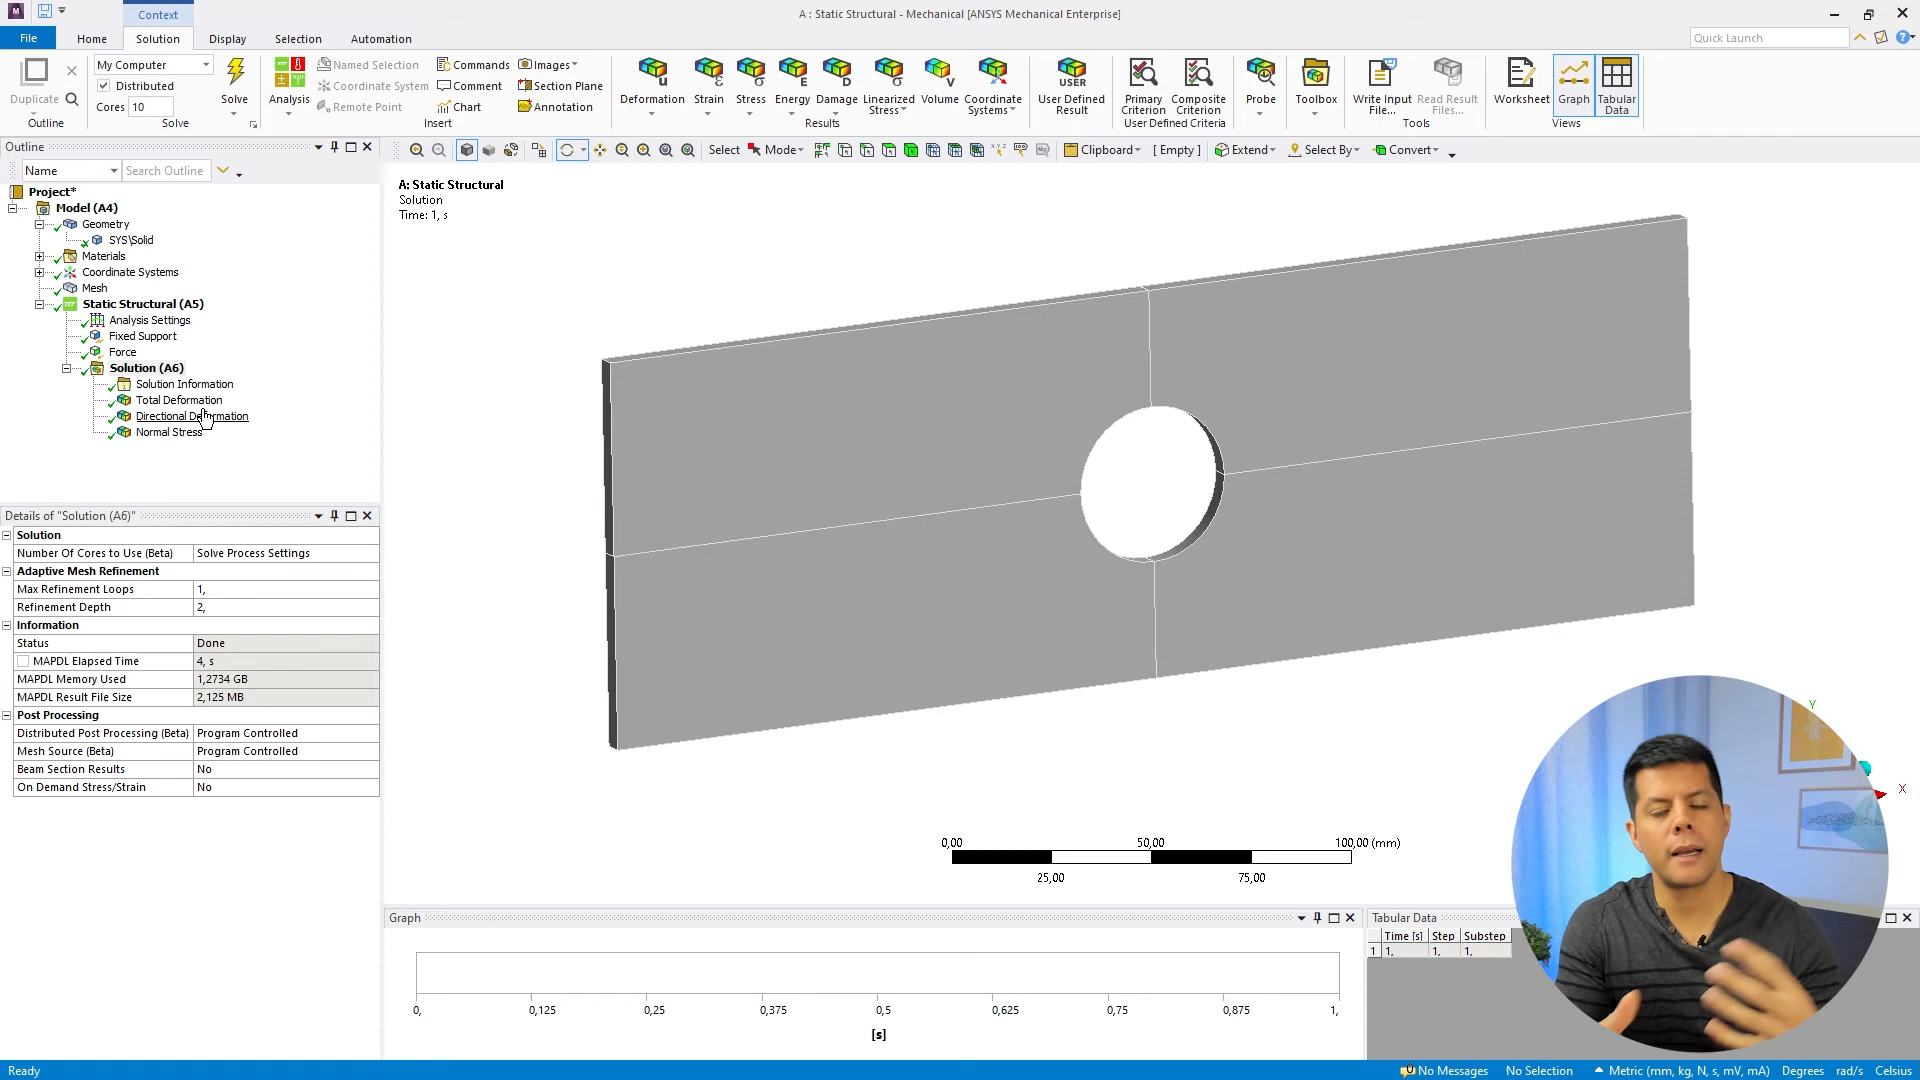 Context
A : Static Structural - Mechanical [ANSYS Mechanical Enterprise]
File Home Solution Display Selection Automation
Quick Launch
Duplicate
Outline
My Computer
Distributed
Cores 10
Solve
Solve
Analysis
Named Selection
Coordinate System
Remote Point
Commands
Comment
Chart
Images
Section Plane
Annotation
Insert
Deformation
Strain
Stress
Energy
Damage
Linearized Stress
Volume
Coordinate Systems
Results
USER
User Defined Result
Primary Criterion
Composite Criterion
User Defined Criteria
Probe
Toolbox
Write Input File...
Read Result Files...
Tools
Worksheet
Graph
Tabular Data
Views
Outline
Name
Search Outline
Select Mode Clipboard [ Empty ] Extend Select By Convert
Project*
Model (A4)
Geometry
SYS\Solid
Materials
Coordinate Systems
Mesh
Static Structural (A5)
Analysis Settings
Fixed Support
Force
Solution (A6)
Solution Information
Total Deformation
Directional Deformation
Normal Stress
Details of "Solution (A6)"
Solution
Number Of Cores to Use (Beta) Solve Process Settings
Adaptive Mesh Refinement
Max Refinement Loops 1,
Refinement Depth 2,
Information
Status Done
MAPDL Elapsed Time 4, s
MAPDL Memory Used 1,2734 GB
MAPDL Result File Size 2,125 MB
Post Processing
Distributed Post Processing (Beta) Program Controlled
Mesh Source (Beta) Program Controlled
Beam Section Results No
On Demand Stress/Strain No
A: Static Structural
Solution
Time: 1, s
Y
X
0,00 50,00 100,00 (mm)
25,00 75,00
Graph
0, 0,125 0,25 0,375 0,5 0,625 0,75 0,875 1,
[s]
Tabular Data
Time [s] Step Substep
1 1, 1, 1,
Ready
No Messages No Selection Metric (mm, kg, N, s, mV, mA) Degrees rad/s Celsius